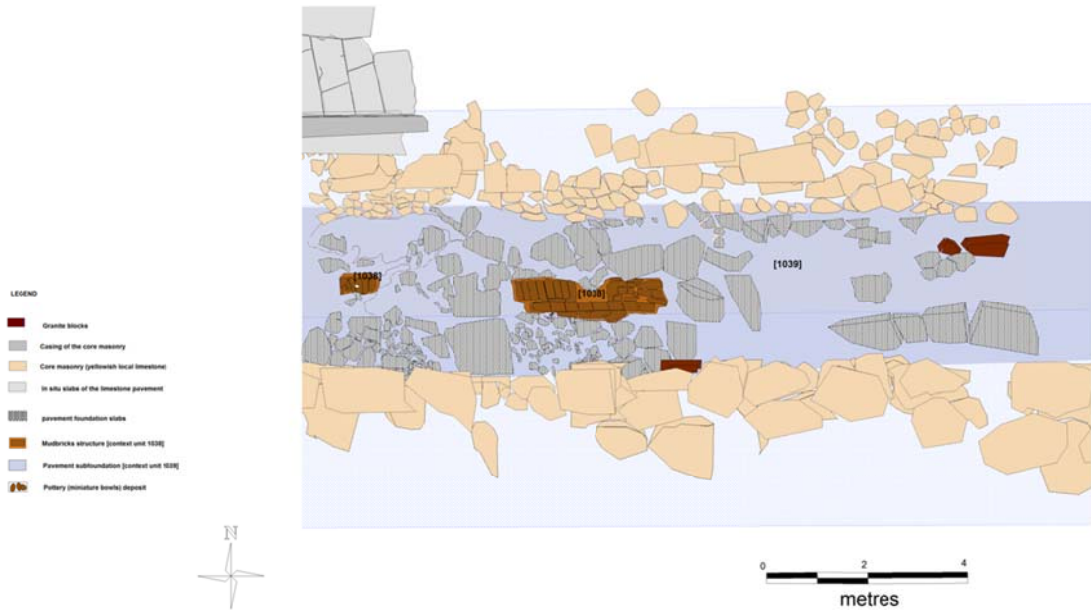 [1036]
[1038]
[1039]
LEGEND
Granite blocks
Casing of the core masonry
Core masonry (yellowish local limestone)
In situ slabs of the limestone pavement
pavement foundation slabs
Mudbricks structure [context unit 1038]
Pavement subfoundation [context unit 1039]
Pottery (miniature bowls) deposit
N
0 2 4
metres